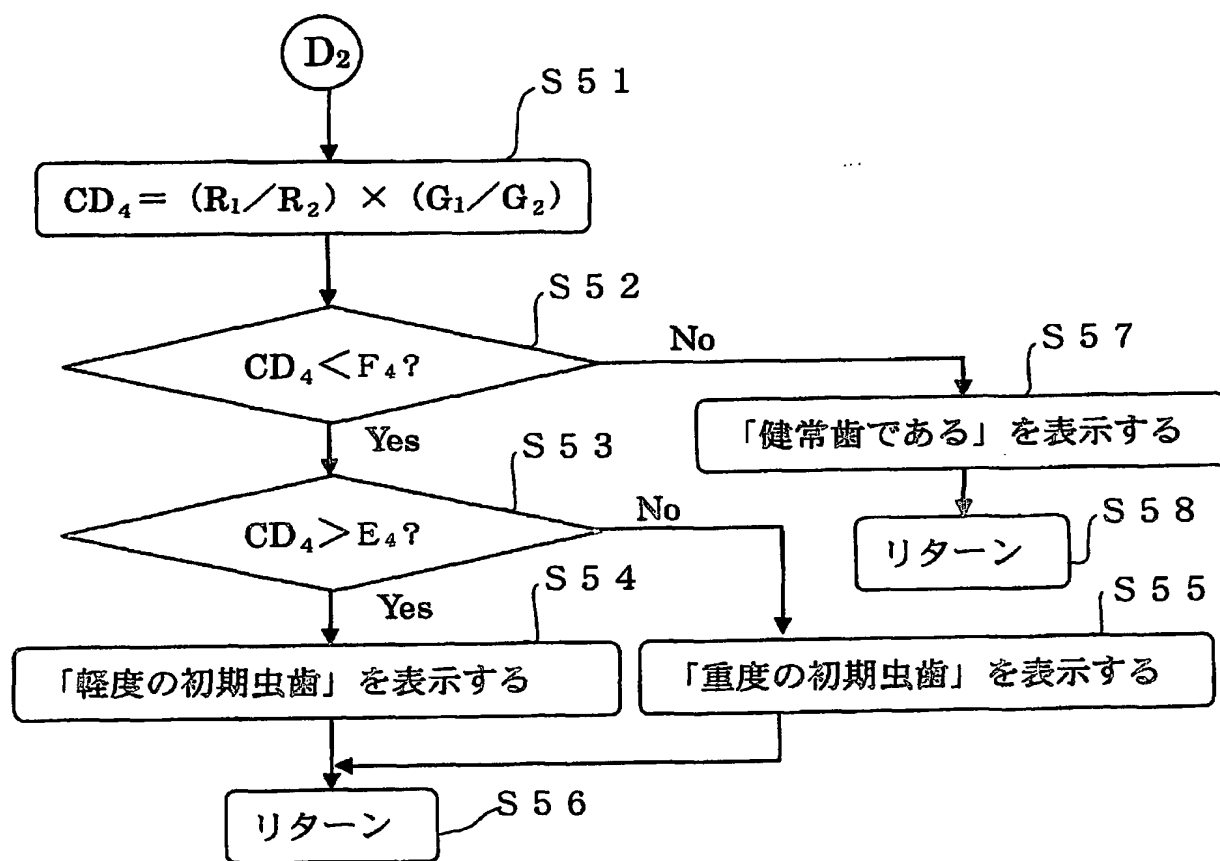 D₂
S51
CD₄=(R₁/R₂)×(G₁/G₂)
S52
CD₄<F₄?
No
S57
「健常歯である」を表示する
Yes
S53
CD₄>E₄?
No
S58
リターン
S54
Yes
S55
「軽度の初期虫歯」を表示する
「重度の初期虫歯」を表示する
S56
リターン